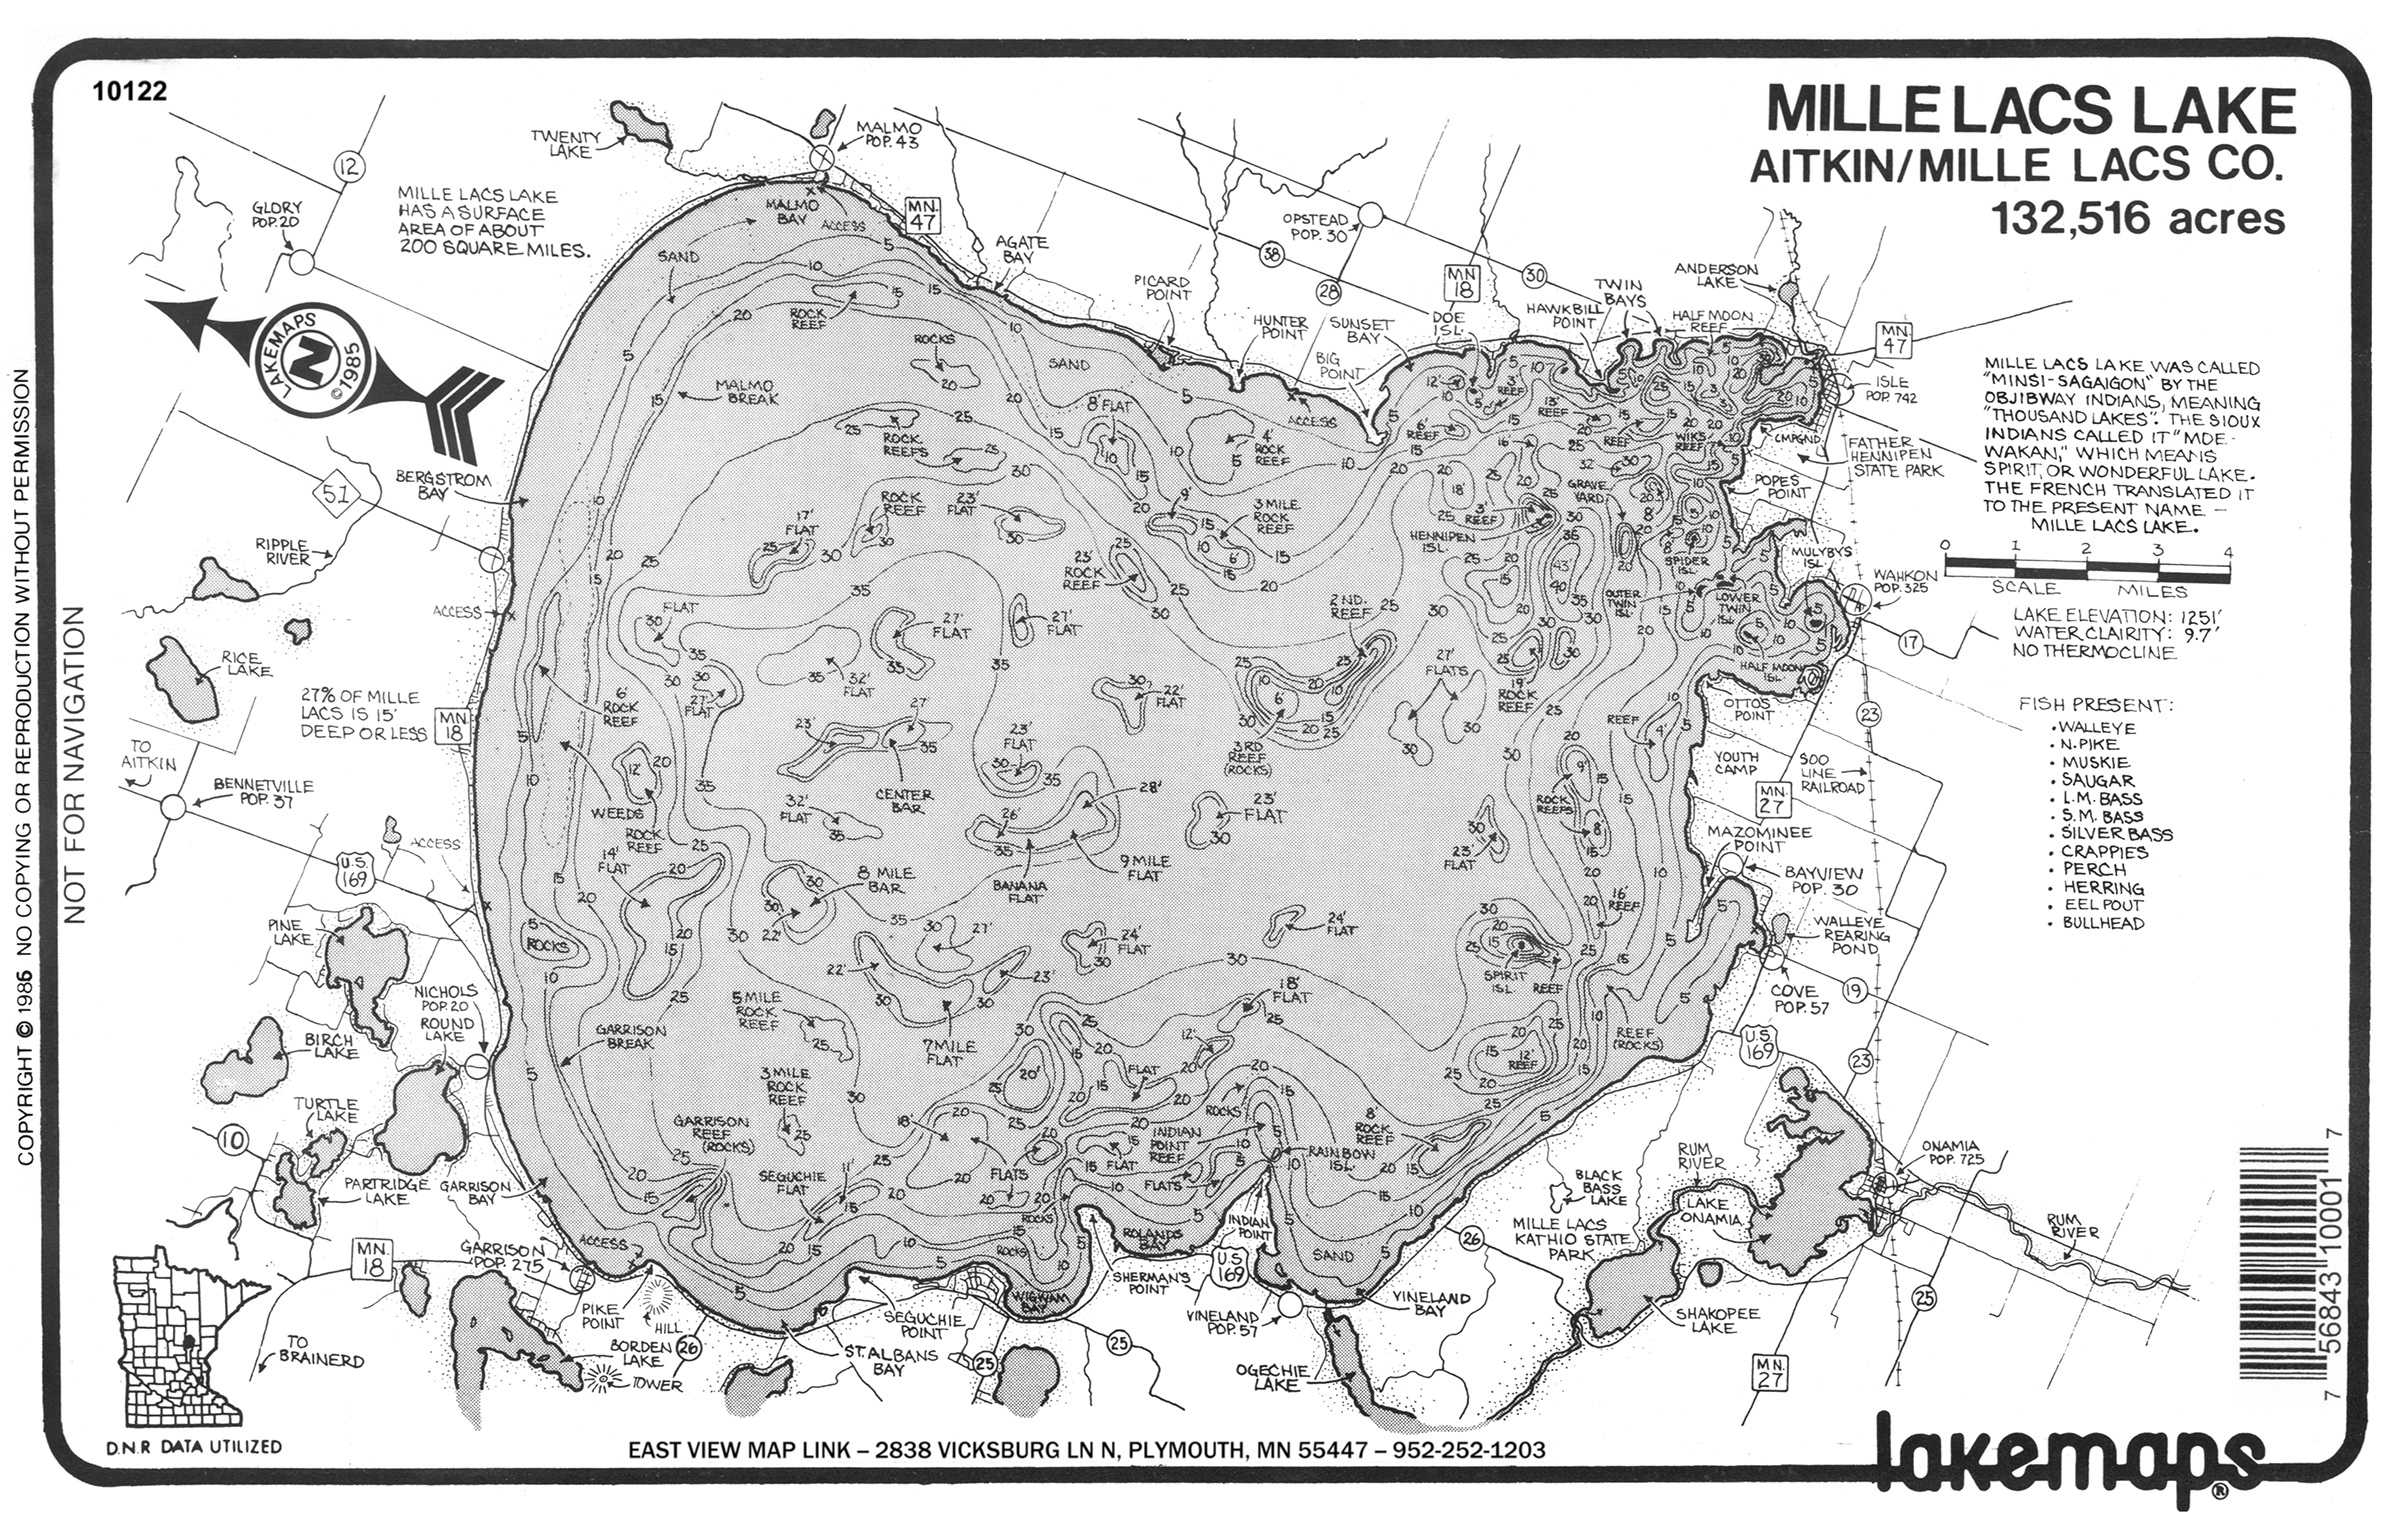 10122
MILLE LACS LAKE
AITKIN/MILLE LACS CO.
132,516 acres
MILLE LACS LAKE
HAS A SURFACE
AREA OF ABOUT
200 SQUARE MILES.
TWENTY
LAKE
MALMO
POP. 43
12
GLORY
POP. 20
MALMO
BAY
ACCESS
MN.
47
AGATE
BAY
SAND
OPSTEAD
POP. 30
38
28
30
MN
18
PICARD
POINT
HUNTER
POINT
SUNSET
BAY
BIG
POINT
DOE
ISL.
HAWKBILL
POINT
TWIN
BAYS
HALF MOON
REEF
ANDERSON
LAKE
MN
47
ISLE
POP. 742
LAKEMAPS
N
©1985
ROCK
REEF
ROCKS
SAND
MALMO
BREAK
8' FLAT
ACCESS
4'
ROCK
REEF
6'
REEF
3'
REEF
13'
REEF
REEF
WIKS
REEF
CMPGND.
FATHER
HENNIPEN
STATE PARK
MILLE LACS LAKE WAS CALLED
"MINSI-SAGAIGON" BY THE
OBJIBWAY INDIANS, MEANING
"THOUSAND LAKES". THE SIOUX
INDIANS CALLED IT "MDE-
WAKAN," WHICH MEANS
SPIRIT, OR WONDERFUL LAKE.
THE FRENCH TRANSLATED IT
TO THE PRESENT NAME –
MILLE LACS LAKE.
0 1 2 3 4
SCALE MILES
LAKE ELEVATION: 1251'
WATER CLAIRITY: 9.7'
NO THERMOCLINE
FISH PRESENT:
• WALLEYE
• N. PIKE
• MUSKIE
• SAUGAR
• L.M. BASS
• S.M. BASS
• SILVER BASS
• CRAPPIES
• PERCH
• HERRING
• EEL POUT
• BULLHEAD
51
BERGSTROM
BAY
RIPPLE
RIVER
ACCESS
RICE
LAKE
27% OF MILLE
LACS IS 15'
DEEP OR LESS
MN
18
TO
AITKIN
BENNETVILLE
POP. 37
ACCESS
U.S.
169
ROCK
REEFS
ROCK
REEF
23'
FLAT
17'
FLAT
9'
3 MILE
ROCK
REEF
23'
ROCK
REEF
3'
REEF
HENNIPEN
ISL.
GRAVE
YARD
POPES
POINT
SPIDER
ISL.
MULYBYS
ISL.
WAHKON
POP. 325
17
OUTER
TWIN
ISL.
LOWER
TWIN
ISL.
HALF MOON
ISL.
OTTOS
POINT
FLAT
27'
FLAT
27'
FLAT
32'
FLAT
27'
FLAT
22'
FLAT
2ND.
REEF
3RD
REEF
(ROCKS)
27'
FLATS
19'
ROCK
REEF
REEF
6'
ROCK
REEF
WEEDS
12'
ROCK
REEF
14'
FLAT
23'
27'
CENTER
BAR
23'
FLAT
32'
FLAT
26'
28'
BANANA
FLAT
9 MILE
FLAT
23'
FLAT
23'
FLAT
ROCK
REEFS
YOUTH
CAMP
SOO
LINE
RAILROAD
23
MN
27
MAZOMINEE
POINT
BAYVIEW
POP. 30
WALLEYE
REARING
POND
19
COVE
POP. 57
U.S.
169
23
8 MILE
BAR
22'
27'
22'
23'
7 MILE
FLAT
24'
FLAT
24'
FLAT
16'
REEF
SPIRIT
ISL.
REEF
REEF
(ROCKS)
12'
REEF
ROCKS
PINE
LAKE
NICHOLS
POP. 20
ROUND
LAKE
BIRCH
LAKE
TURTLE
LAKE
10
PARTRIDGE
LAKE
GARRISON
BAY
GARRISON
BREAK
5 MILE
ROCK
REEF
3 MILE
ROCK
REEF
GARRISON
REEF
(ROCKS)
SEGUCHIE
FLAT
18'
FLATS
18'
FLAT
12'
FLAT
ROCKS
INDIAN
POINT
REEF
FLAT
FLATS
RAINBOW
ISL.
8'
ROCK
REEF
ROCKS
ROCKS
ACCESS
GARRISON
POP. 275
MN.
18
PIKE
POINT
HILL
BORDEN
LAKE
26
TOWER
ST. ALBANS
BAY
SEGUCHIE
POINT
25
WIGWAM
BAY
25
SHERMAN'S
POINT
ROLANDS
BAY
INDIAN
POINT
U.S.
169
VINELAND
POP. 57
SAND
VINELAND
BAY
OGECHIE
LAKE
26
MILLE LACS
KATHIO STATE
PARK
BLACK
BASS
LAKE
RUM
RIVER
LAKE
ONAMIA
SHAKOPEE
LAKE
ONAMIA
POP. 725
RUM
RIVER
25
MN
27
TO
BRAINERD
D.N.R DATA UTILIZED
EAST VIEW MAP LINK – 2838 VICKSBURG LN N, PLYMOUTH, MN 55447 – 952-252-1203
lakemaps®
7 56843 10001 7
COPYRIGHT © 1986 NO COPYING OR REPRODUCTION WITHOUT PERMISSION
NOT FOR NAVIGATION